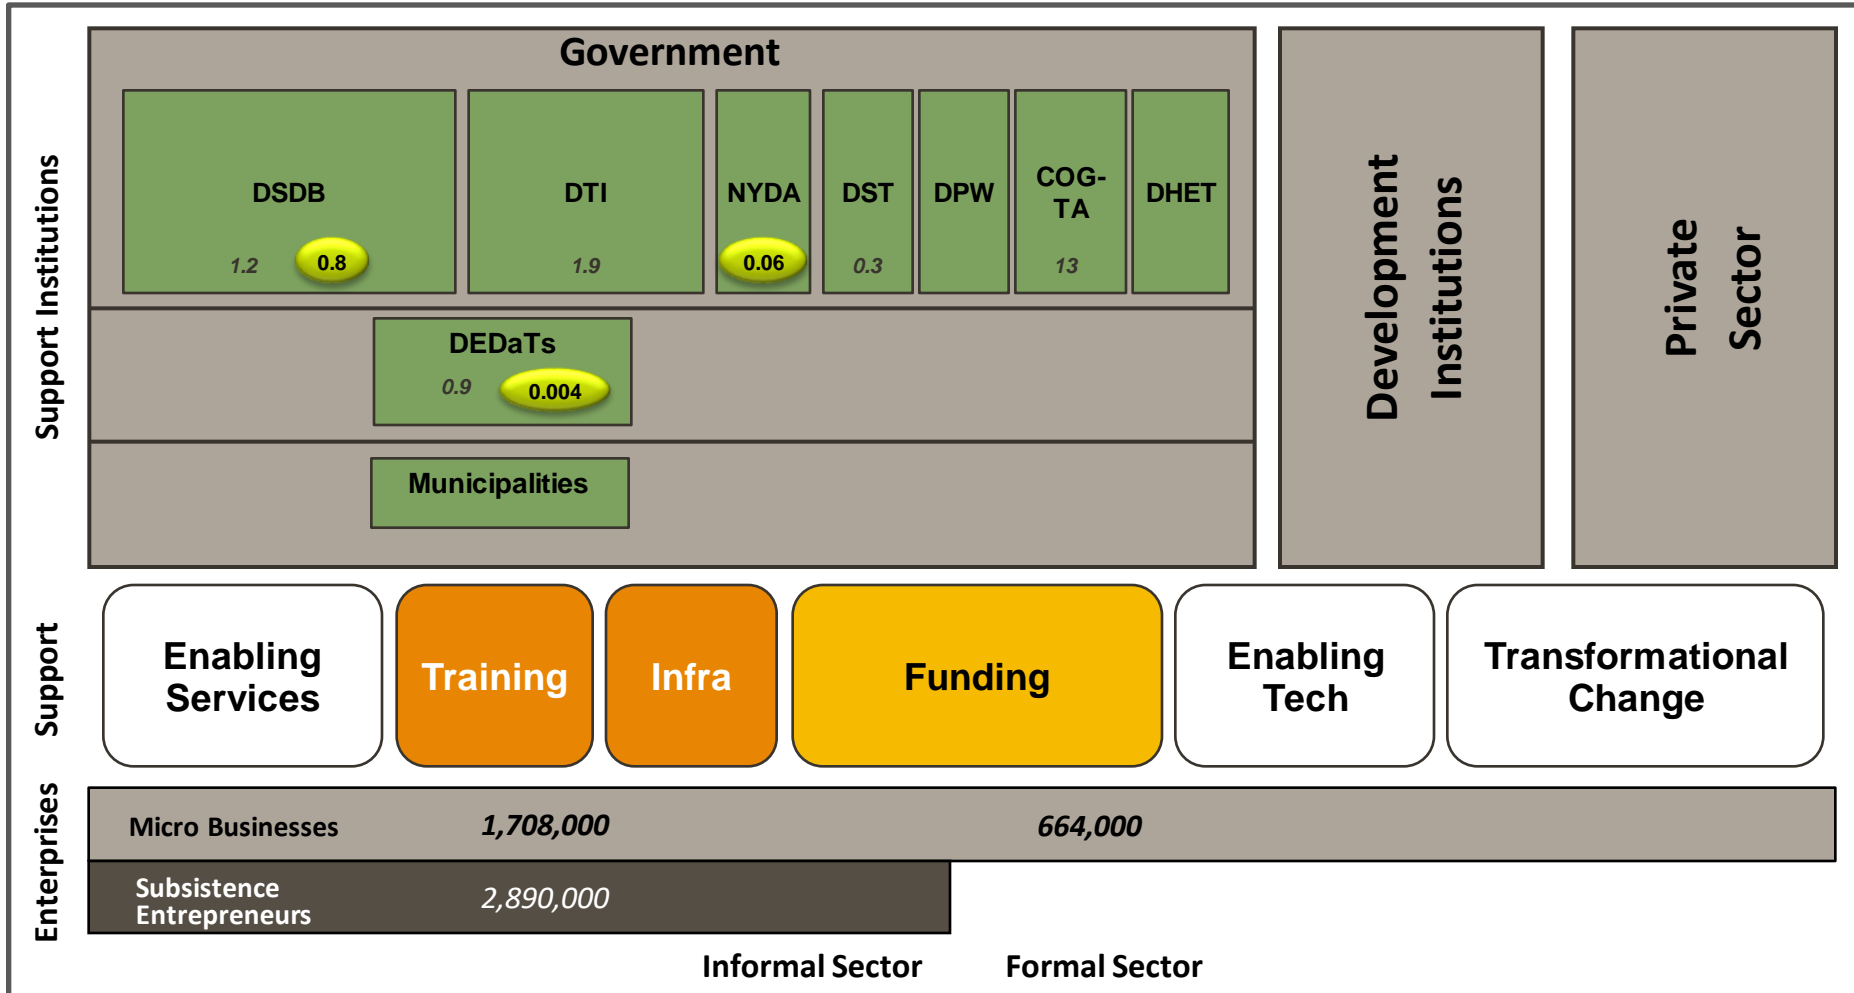 Government
Support Institutions
DSDB
1.2
0.8
DTI
1.9
NYDA
0.06
DST
0.3
DPW
COG-
TA
13
DHET
DEDaTs
0.9
0.004
Municipalities
Development
Institutions
Private
Sector
Support
Enabling
Services
Training
Infra
Funding
Enabling
Tech
Transformational
Change
Enterprises
Micro Businesses
1,708,000
664,000
Subsistence
Entrepreneurs
2,890,000
Informal Sector
Formal Sector